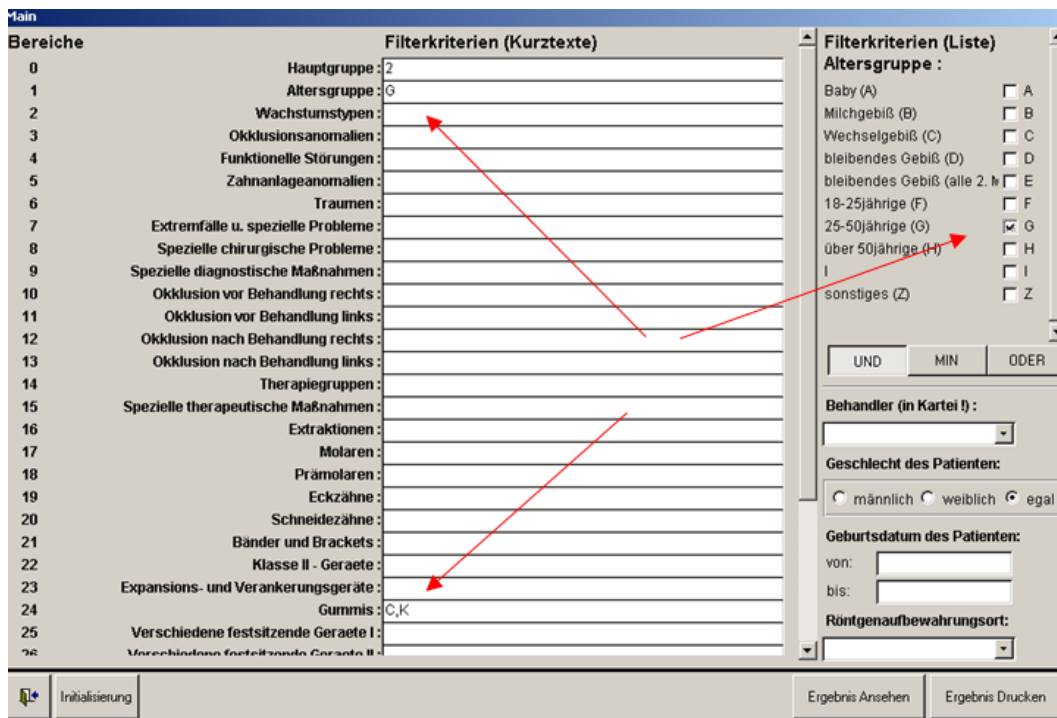 Main
Bereiche Filterkriterien (Kurztexte)
0 Hauptgruppe : 2
1 Altersgruppe : G
2 Wachstumstypen :
3 Okklusionsanomalien :
4 Funktionelle Störungen :
5 Zahnanlageanomalien :
6 Traumen :
7 Extremfälle u. spezielle Probleme :
8 Spezielle chirurgische Probleme :
9 Spezielle diagnostische Maßnahmen :
10 Okklusion vor Behandlung rechts :
11 Okklusion vor Behandlung links :
12 Okklusion nach Behandlung rechts :
13 Okklusion nach Behandlung links :
14 Therapiegruppen :
15 Spezielle therapeutische Maßnahmen :
16 Extraktionen :
17 Molaren :
18 Prämolaren :
19 Eckzähne :
20 Schneidezähne :
21 Bänder und Brackets :
22 Klasse II - Geraete :
23 Expansions- und Verankerungsgeräte :
24 Gummis : C,K
25 Verschiedene festsitzende Geraete I :
26 Verschiedene festsitzende Geraete II :
Filterkriterien (Liste)
Altersgruppe :
Baby (A) A
Milchgebiß (B) B
Wechselgebiß (C) C
bleibendes Gebiß (D) D
bleibendes Gebiß (alle 2. M E
18-25jährige (F) F
25-50jährige (G) G
über 50jährige (H) H
I I
sonstiges (Z) Z
UND MIN ODER
Behandler (in Kartei !) :
Geschlecht des Patienten:
männlich weiblich egal
Geburtsdatum des Patienten:
von:
bis:
Röntgenaufbewahrungsort:
Initialisierung Ergebnis Ansehen Ergebnis Drucken